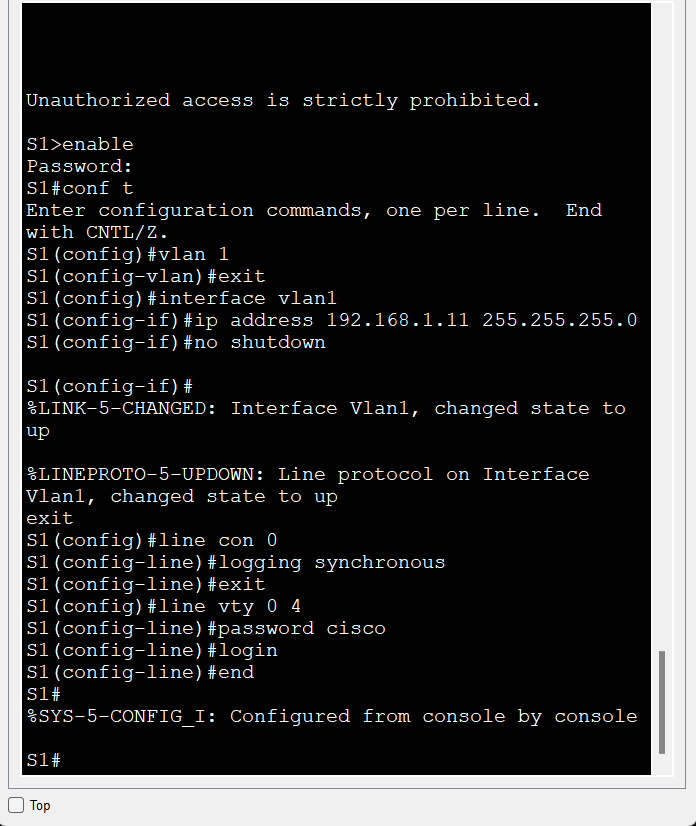 Unauthorized access is strictly prohibited.
S1>enable
Password:
S1#conf t
Enter configuration commands, one per line.  End
with CNTL/Z.
S1(config)#vlan 1
S1(config-vlan)#exit
S1(config)#interface vlan1
S1(config-if)#ip address 192.168.1.11 255.255.255.0
S1(config-if)#no shutdown
S1(config-if)#
%LINK-5-CHANGED: Interface Vlan1, changed state to
up
%LINEPROTO-5-UPDOWN: Line protocol on Interface
Vlan1, changed state to up
exit
S1(config)#line con 0
S1(config-line)#logging synchronous
S1(config-line)#exit
S1(config)#line vty 0 4
S1(config-line)#password cisco
S1(config-line)#login
S1(config-line)#end
S1#
%SYS-5-CONFIG_I: Configured from console by console
S1#
Top